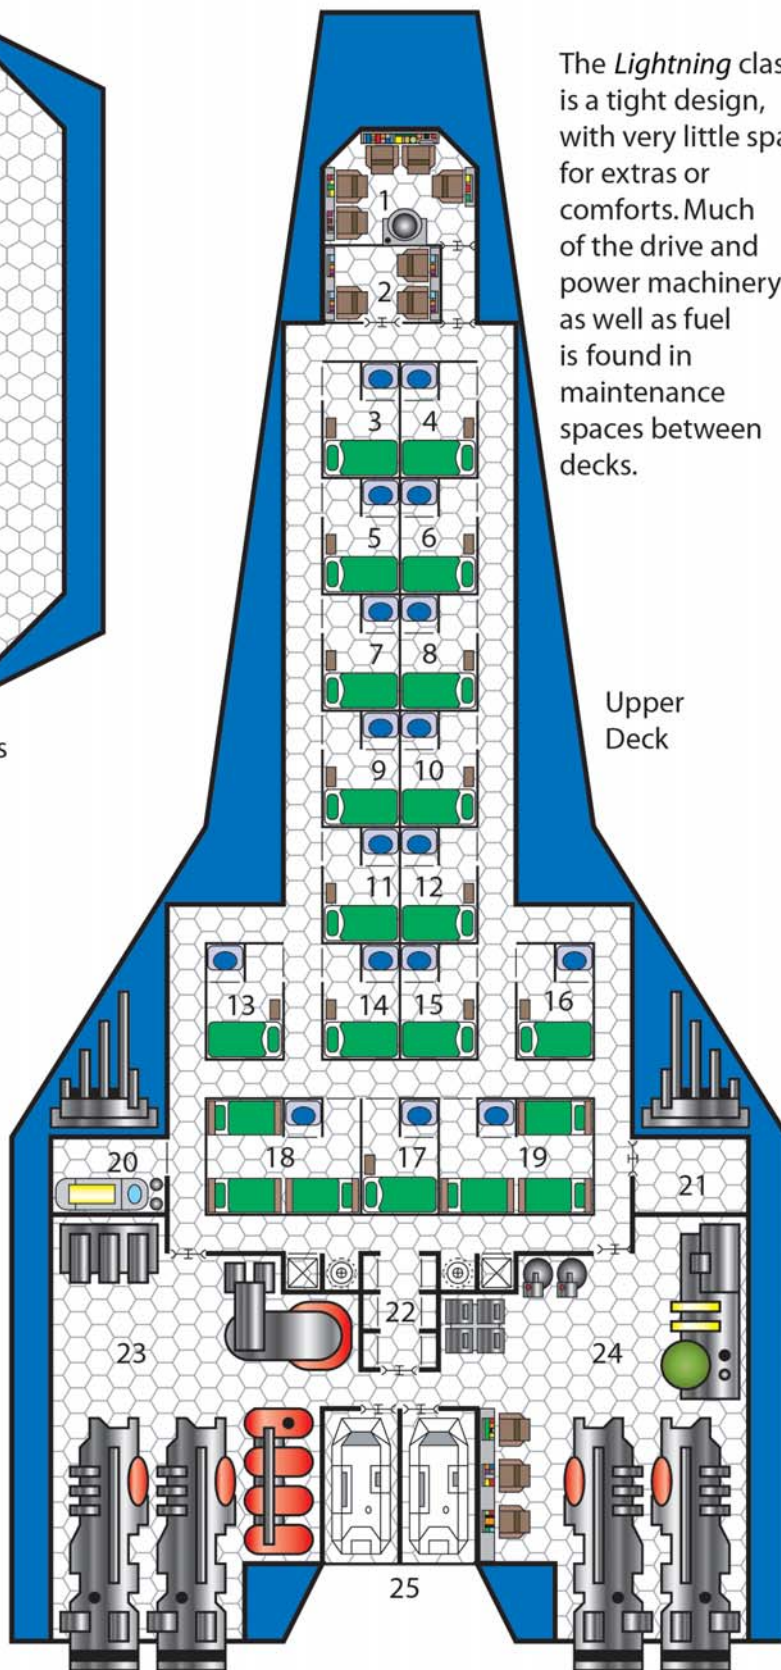 The Lightning clas
is a tight design,
with very little spa
for extras or
comforts. Much
of the drive and
power machinery
as well as fuel
is found in
maintenance
spaces between
decks.
1
2
3 4
5 6
7 8
s
Upper
Deck
9 10
11 12
13 14 15 16
18 17 19
20 21
22
23 24
25